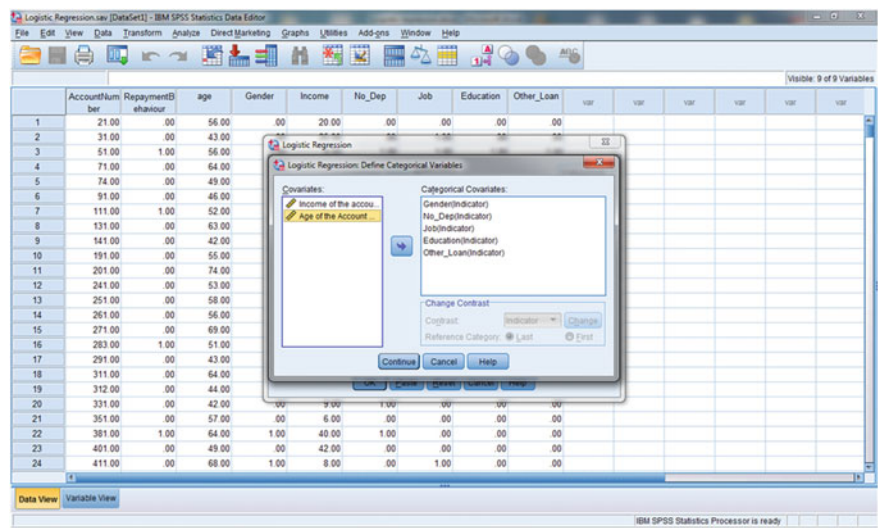 Logistic Regression.sav [DataSet1] - IBM SPSS Statistics Data Editor
File Edit View Data Transform Analyze Direct Marketing Graphs Utilities Add-ons Window Help
Visible: 9 of 9 Variables
AccountNumber RepaymentBehaviour age Gender Income No_Dep Job Education Other_Loan var var var var var var
1 21.00 .00 56.00 .00 20.00 .00 .00 .00 .00
2 31.00 .00 43.00
3 51.00 1.00 56.00
4 71.00 .00 64.00
5 74.00 .00 49.00
6 91.00 .00 46.00
7 111.00 1.00 52.00
8 131.00 .00 63.00
9 141.00 .00 42.00
10 191.00 .00 55.00
11 201.00 .00 74.00
12 241.00 .00 53.00
13 251.00 .00 58.00
14 261.00 .00 56.00
15 271.00 .00 69.00
16 283.00 1.00 51.00
17 291.00 .00 43.00
18 311.00 .00 64.00
19 312.00 .00 44.00
20 331.00 .00 42.00 .00 9.00 1.00 .00 .00 .00
21 351.00 .00 57.00 .00 6.00 .00 .00 .00 .00
22 381.00 1.00 64.00 1.00 40.00 1.00 .00 .00 .00
23 401.00 .00 49.00 .00 42.00 .00 .00 .00 .00
24 411.00 .00 68.00 1.00 8.00 .00 1.00 .00 .00
Logistic Regression
Logistic Regression: Define Categorical Variables
Covariates:
Income of the accou...
Age of the Account ...
Categorical Covariates:
Gender(Indicator)
No_Dep(Indicator)
Job(Indicator)
Education(Indicator)
Other_Loan(Indicator)
Change Contrast
Contrast: Indicator Change
Reference Category: Last First
Continue Cancel Help
OK Paste Reset Cancel Help
Data View Variable View
IBM SPSS Statistics Processor is ready